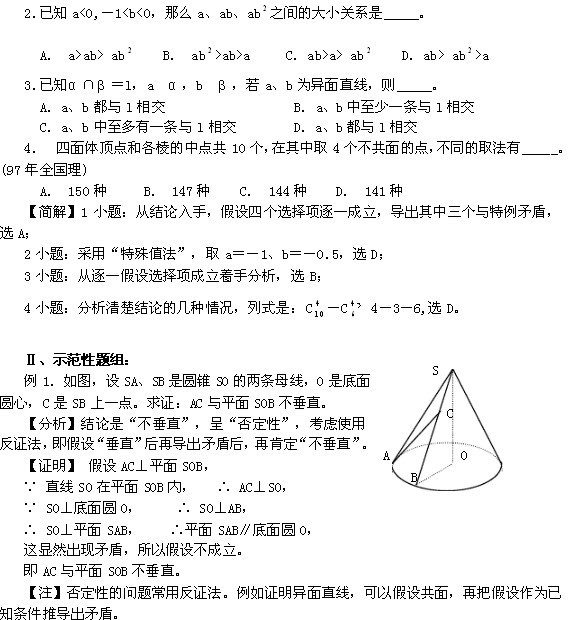 2.已知 a<0,-1<b<0,那么 a、ab、ab²之间的大小关系是_____。
A. a>ab> ab² B. ab²>ab>a C. ab>a> ab² D. ab> ab²>a
3.已知α∩β=l, a α, b β, 若 a、b 为异面直线, 则_____。
A. a、b 都与 l 相交 B. a、b 中至少一条与 l 相交
C. a、b 中至多有一条与 l 相交 D. a、b 都与 l 相交
4. 四面体顶点和各棱的中点共 10 个,在其中取 4 个不共面的点,不同的取法有_____。
(97 年全国理)
A. 150 种 B. 147 种 C. 144 种 D. 141 种
【简解】1 小题: 从结论入手, 假设四个选择项逐一成立, 导出其中三个与特例矛盾,
选 A;
2 小题: 采用“特殊值法”, 取 a=-1、b=-0.5, 选 D;
3 小题: 从逐一假设选择项成立着手分析, 选 B;
4 小题: 分析清楚结论的几种情况, 列式是: C 4 10 -C 4 4-3-6,选 D。
Ⅱ、示范性题组:
例 1. 如图, 设 SA、SB 是圆锥 SO 的两条母线, O 是底面
圆心, C 是 SB 上一点。求证: AC 与平面 SOB 不垂直。
【分析】结论是“不垂直”, 呈“否定性”, 考虑使用
反证法, 即假设“垂直”后再导出矛盾后, 再肯定“不垂直”。
【证明】 假设 AC⊥平面 SOB,
∵ 直线 SO 在平面 SOB 内, ∴ AC⊥SO,
∵ SO⊥底面圆 O, ∴ SO⊥AB,
∴ SO⊥平面 SAB, ∴平面 SAB∥底面圆 O,
这显然出现矛盾, 所以假设不成立。
即 AC 与平面 SOB 不垂直。
S
C
A
O
B
【注】否定性的问题常用反证法。例如证明异面直线, 可以假设共面, 再把假设作为已
知条件推导出矛盾。